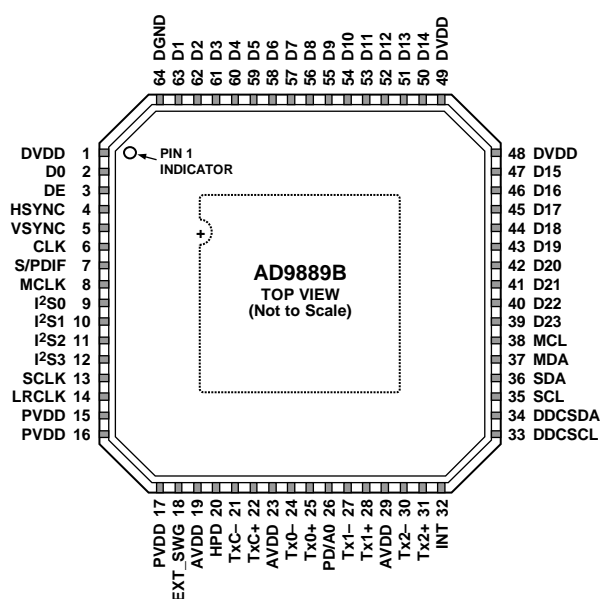 64 DGND
63 D1
62 D2
61 D3
60 D4
59 D5
58 D6
57 D7
56 D8
55 D9
54 D10
53 D11
52 D12
51 D13
50 D14
49 DVDD
DVDD 1
D0 2
DE 3
HSYNC 4
VSYNC 5
CLK 6
S/PDIF 7
MCLK 8
I²S0 9
I²S1 10
I²S2 11
I²S3 12
SCLK 13
LRCLK 14
PVDD 15
PVDD 16
PIN 1
INDICATOR
+
AD9889B
TOP VIEW
(Not to Scale)
48 DVDD
47 D15
46 D16
45 D17
44 D18
43 D19
42 D20
41 D21
40 D22
39 D23
38 MCL
37 MDA
36 SDA
35 SCL
34 DDCSDA
33 DDCSCL
PVDD 17
EXT_SWG 18
AVDD 19
HPD 20
TxC– 21
TxC+ 22
AVDD 23
Tx0– 24
Tx0+ 25
PD/A0 26
Tx1– 27
Tx1+ 28
AVDD 29
Tx2– 30
Tx2+ 31
INT 32